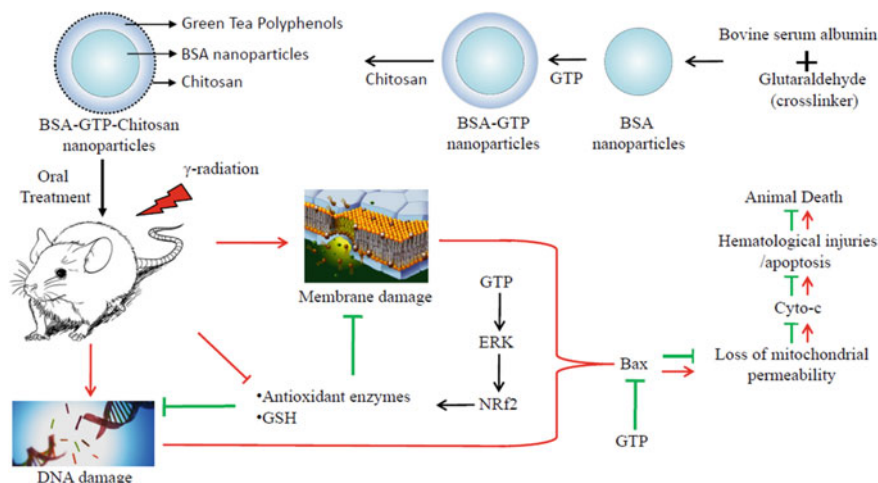 Green Tea Polyphenols
BSA nanoparticles
Chitosan
BSA-GTP-Chitosan
nanoparticles
Chitosan
BSA-GTP
nanoparticles
GTP
BSA
nanoparticles
Bovine serum albumin
+
Glutaraldehyde
(crosslinker)
Oral
Treatment
γ-radiation
Membrane damage
GTP
ERK
NRf2
•Antioxidant enzymes
•GSH
DNA damage
Bax
GTP
Animal Death
Hematological injuries
/apoptosis
Cyto-c
Loss of mitochondrial
permeability